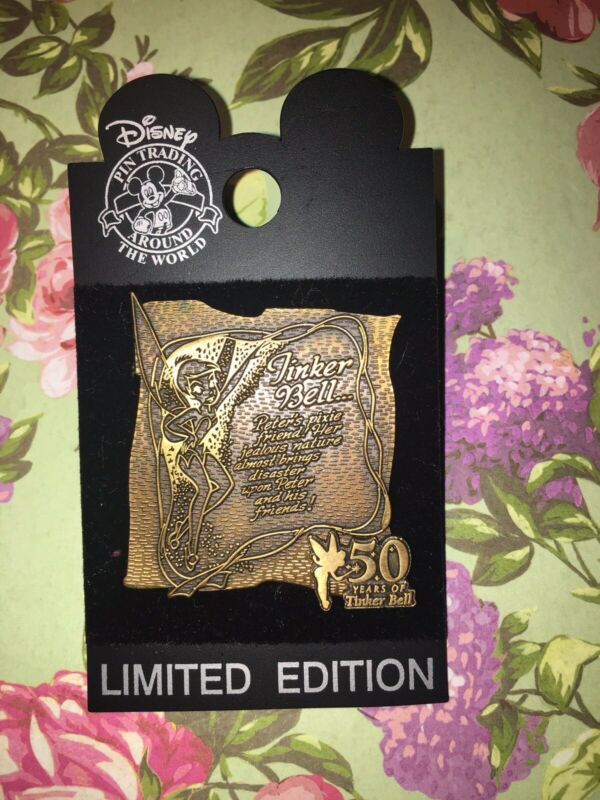 Disney
PIN TRADING
AROUND
THE WORLD
Tinker
Bell...
Peter's pixie
friend. Her
jealous nature
almost brings
disaster
upon Peter
and his
friends!
50
YEARS OF
Tinker Bell
LIMITED EDITION